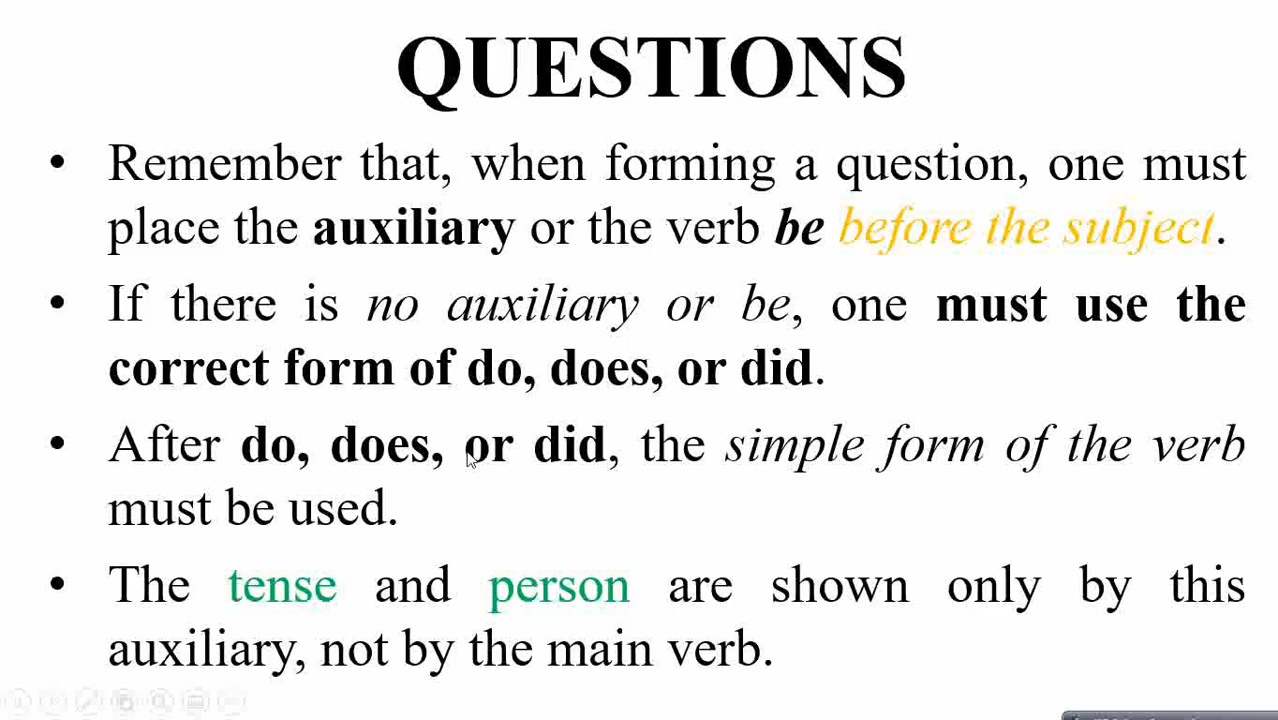 QUESTIONS
• Remember that, when forming a question, one must
place the auxiliary or the verb be before the subject.
• If there is no auxiliary or be, one must use the
correct form of do, does, or did.
• After do, does, or did, the simple form of the verb
must be used.
• The tense and person are shown only by this
auxiliary, not by the main verb.